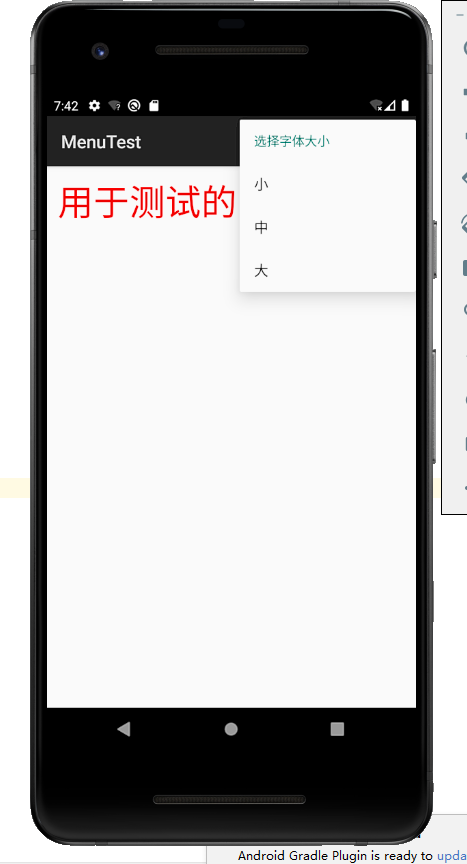 7:42
MenuTest
选择字体大小
用于测试的
小
中
大
Android Gradle Plugin is ready to upda